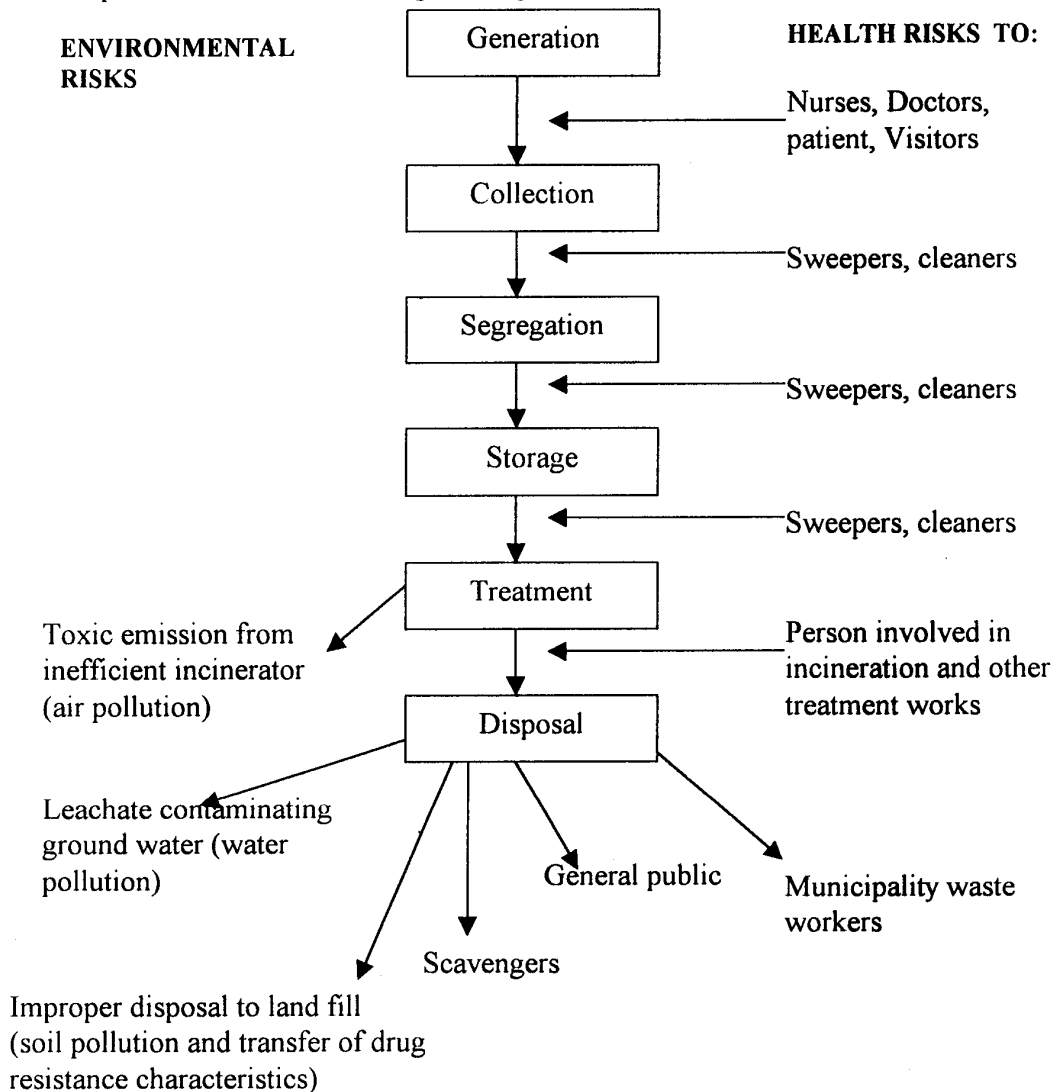 ENVIRONMENTAL
RISKS
Generation
HEALTH RISKS TO:
Nurses, Doctors,
patient, Visitors
Collection
Sweepers, cleaners
Segregation
Sweepers, cleaners
Storage
Sweepers, cleaners
Treatment
Toxic emission from
inefficient incinerator
(air pollution)
Person involved in
incineration and other
treatment works
Disposal
Leachate contaminating
ground water (water
pollution)
General public
Municipality waste
workers
Scavengers
Improper disposal to land fill
(soil pollution and transfer of drug
resistance characteristics)